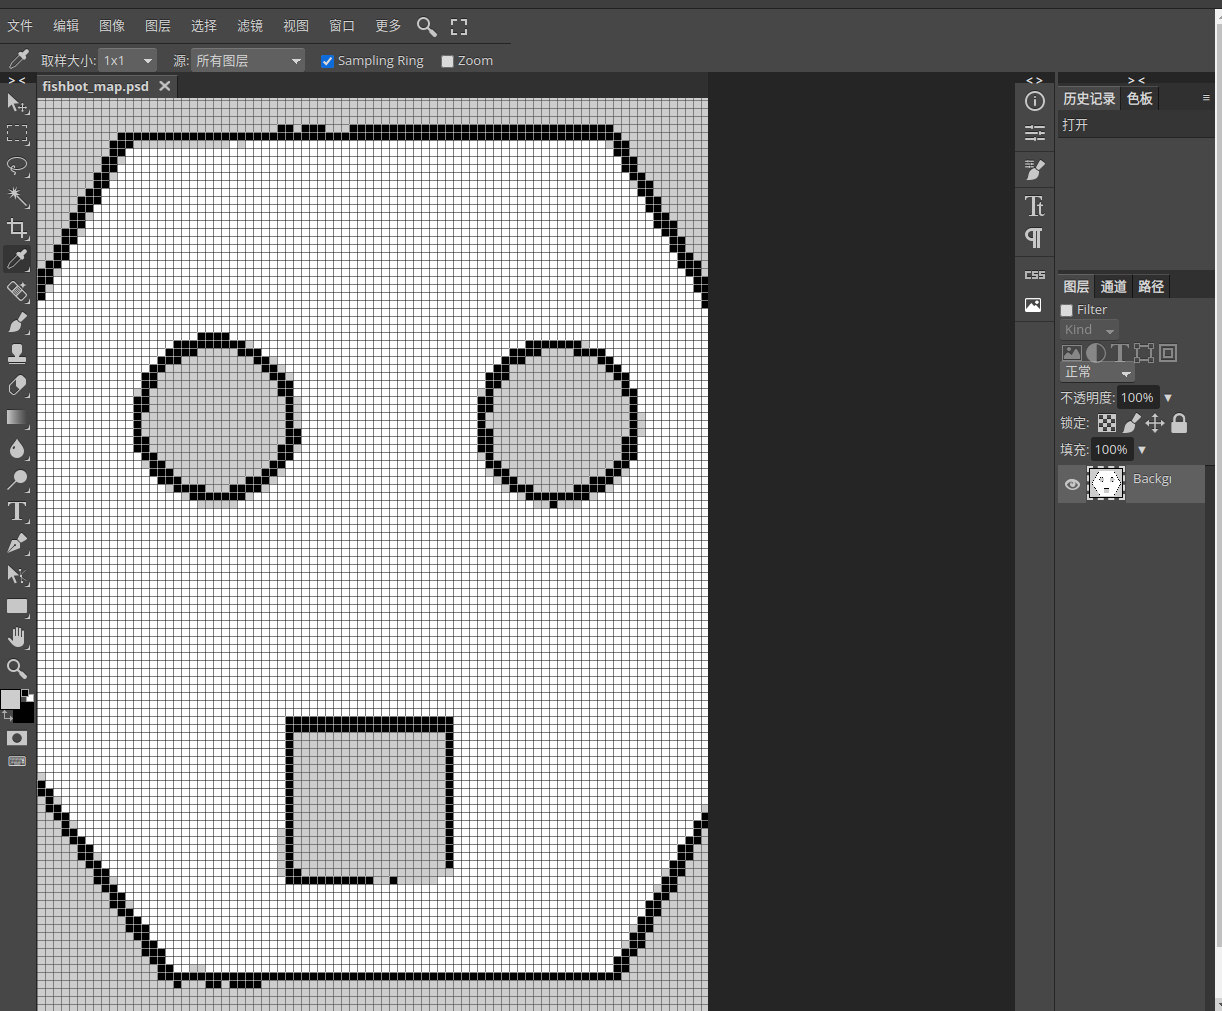 文件 编辑 图像 图层 选择 滤镜 视图 窗口 更多
取样大小: 1x1 源: 所有图层 Sampling Ring Zoom
> <
fishbot_map.psd
< >
> <
历史记录 色板
打开
Tt
¶
CSS
图层 通道 路径
Filter
Kind
T
正常
不透明度: 100%
锁定:
填充: 100%
Backgr
T